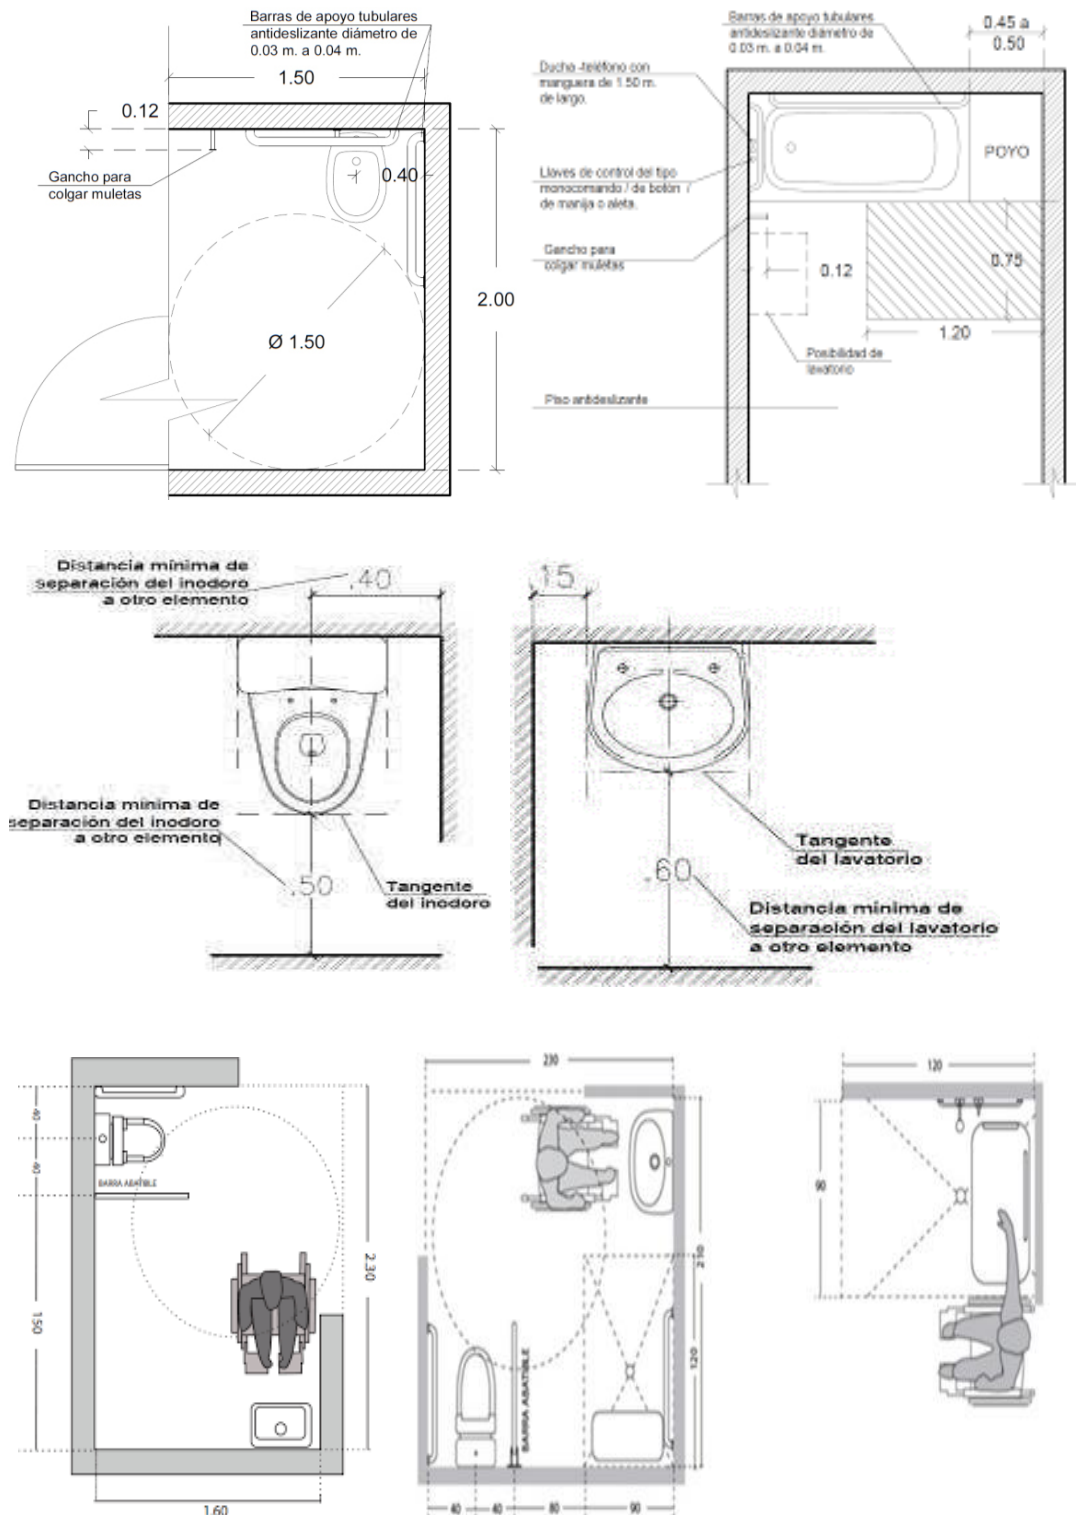 Barras de apoyo tubulares
antideslizante diámetro de
0.03 m. a 0.04 m.
1.50
0.12
Gancho para
colgar muletas
0.40
2.00
Ø 1.50
Barras de apoyo tubulares
antideslizante diámetro de
0.03 m. a 0.04 m.
0.45 a
0.50
Ducha -teléfono con
manguera de 1.50 m.
de largo.
POYO
Llaves de control del tipo
monocomando / de botón /
de manija o aleta.
Gancho para
colgar muletas
0.12
0.75
1.20
Posibilidad de
lavatorio
Piso antideslizante
Distancia mínima de
separación del inodoro
a otro elemento
.40
Distancia mínima de
separación del inodoro
a otro elemento
.50
Tangente
del inodoro
.15
Tangente
del lavatorio
.60
Distancia mínima de
separación del lavatorio
a otro elemento
40
40
BARRA ABATIBLE
150
2.30
1.60
230
BARRA ABATIBLE
120
40
40
80
90
120
90